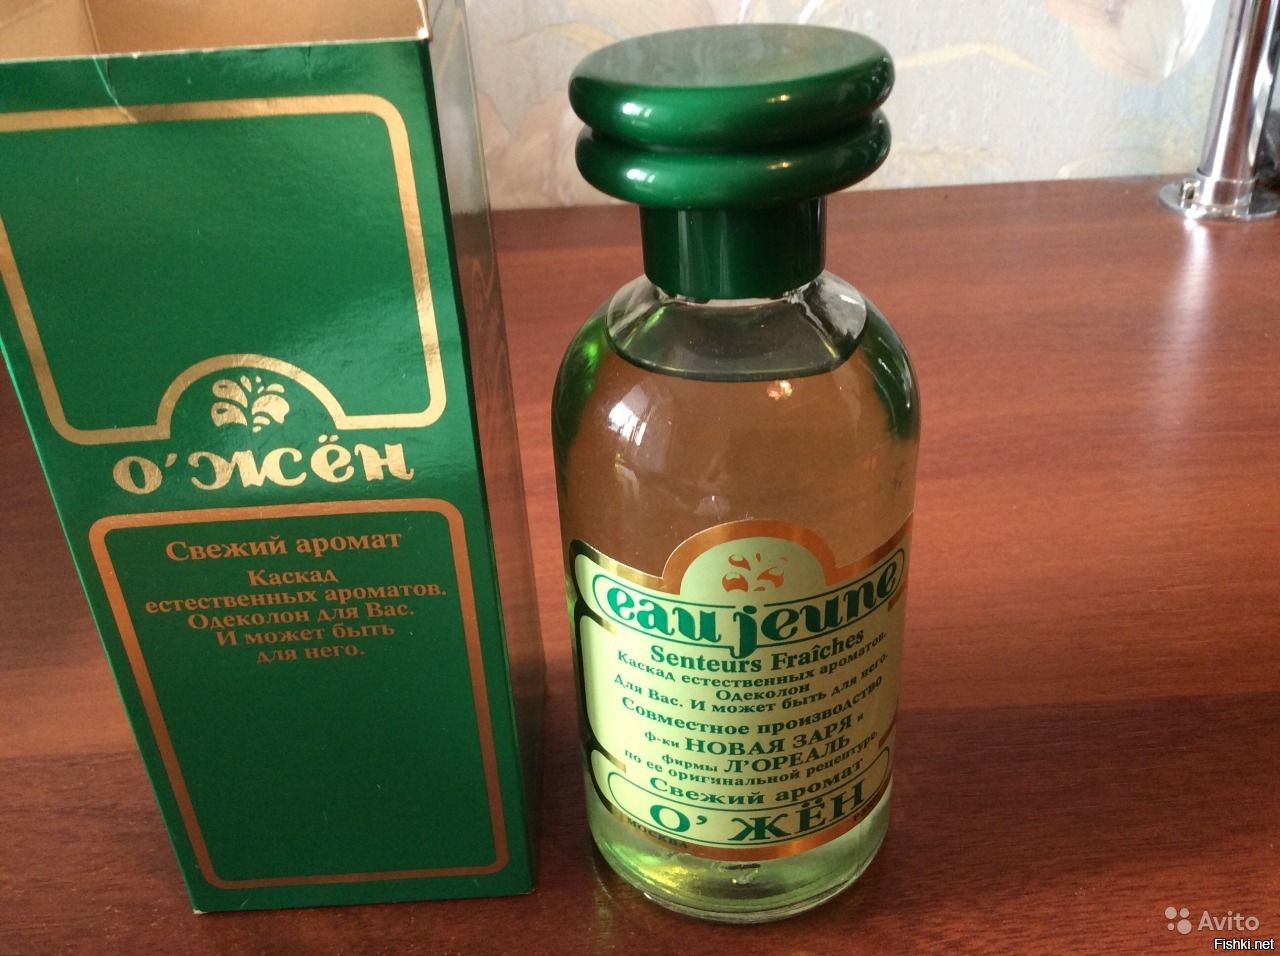 О'ЖЁН
Свежий аромат
Каскад
естественных ароматов.
Одеколон для Вас.
И может быть
для него.
eau jeune
Senteurs Fraîches
Каскад естественных ароматов.
Одеколон
Для Вас. И может быть для него.
Совместное производство
ф-ки НОВАЯ ЗАРЯ и
фирмы Л'ОРЕАЛЬ
по ее оригинальной рецептуре.
Свежий аромат
О' ЖЁН
МОСКВА
Avito
Fishki.net